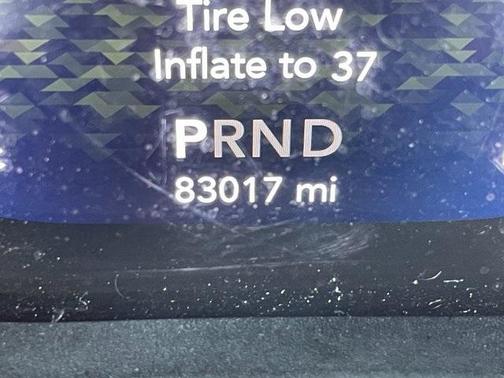 Tire Low
Inflate to 37
PRND
83017 mi